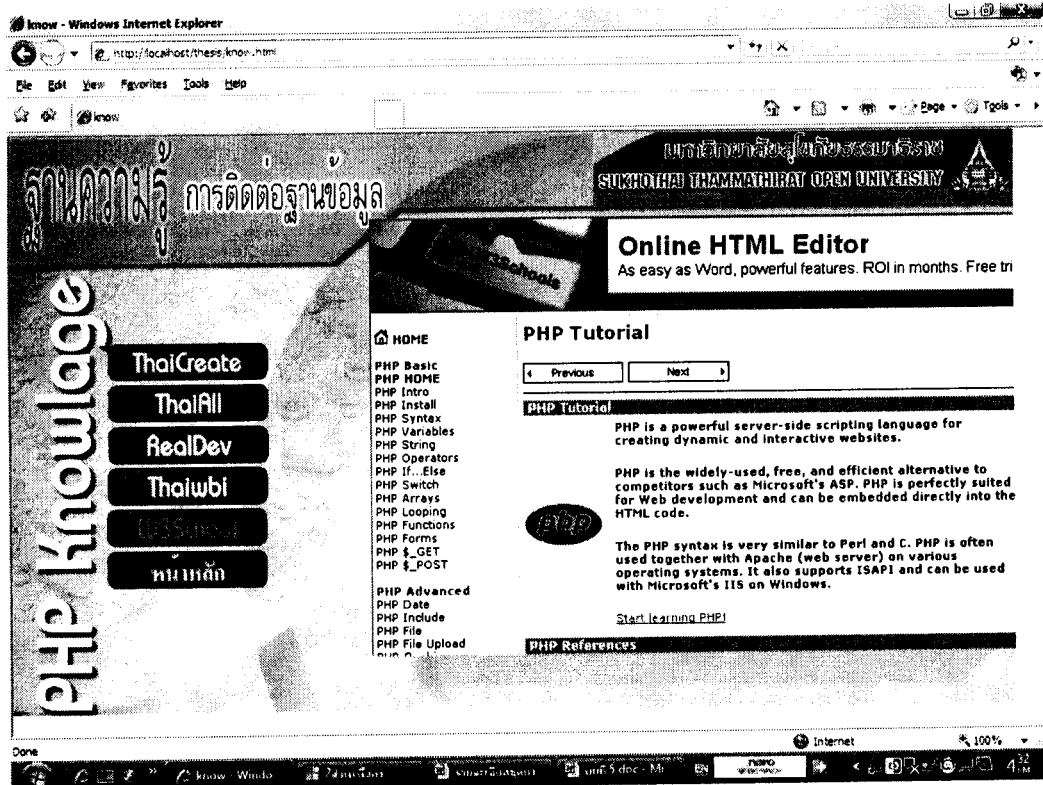 know - Windows Internet Explorer
http://localhost/thesis/know.html
File Edit View Favorites Tools Help
know
Page Tools
ฐานความรู้
การติดต่อฐานข้อมูล
มหาวิทยาลัยสุโขทัยธรรมาธิราช
SUKHOTHAI THAMMATHIRAT OPEN UNIVERSITY
PHP Knowlage
ThaiCreate
ThaiAll
RealDev
Thaiwbi
หน้าหลัก
3Schools
Online HTML Editor
As easy as Word, powerful features. ROI in months. Free tri
HOME
PHP Basic
PHP HOME
PHP Intro
PHP Install
PHP Syntax
PHP Variables
PHP String
PHP Operators
PHP If...Else
PHP Switch
PHP Arrays
PHP Looping
PHP Functions
PHP Forms
PHP $_GET
PHP $_POST
PHP Advanced
PHP Date
PHP Include
PHP File
PHP File Upload
PHP Tutorial
Previous
Next
PHP Tutorial
PHP is a powerful server-side scripting language for
creating dynamic and interactive websites.
PHP is the widely-used, free, and efficient alternative to
competitors such as Microsoft's ASP. PHP is perfectly suited
for Web development and can be embedded directly into the
HTML code.
php
The PHP syntax is very similar to Perl and C. PHP is often
used together with Apache (web server) on various
operating systems. It also supports ISAPI and can be used
with Microsoft's IIS on Windows.
Start learning PHP!
PHP References
Done
Internet
100%
know - Windo
บทที่ 5 doc - Mi
EN